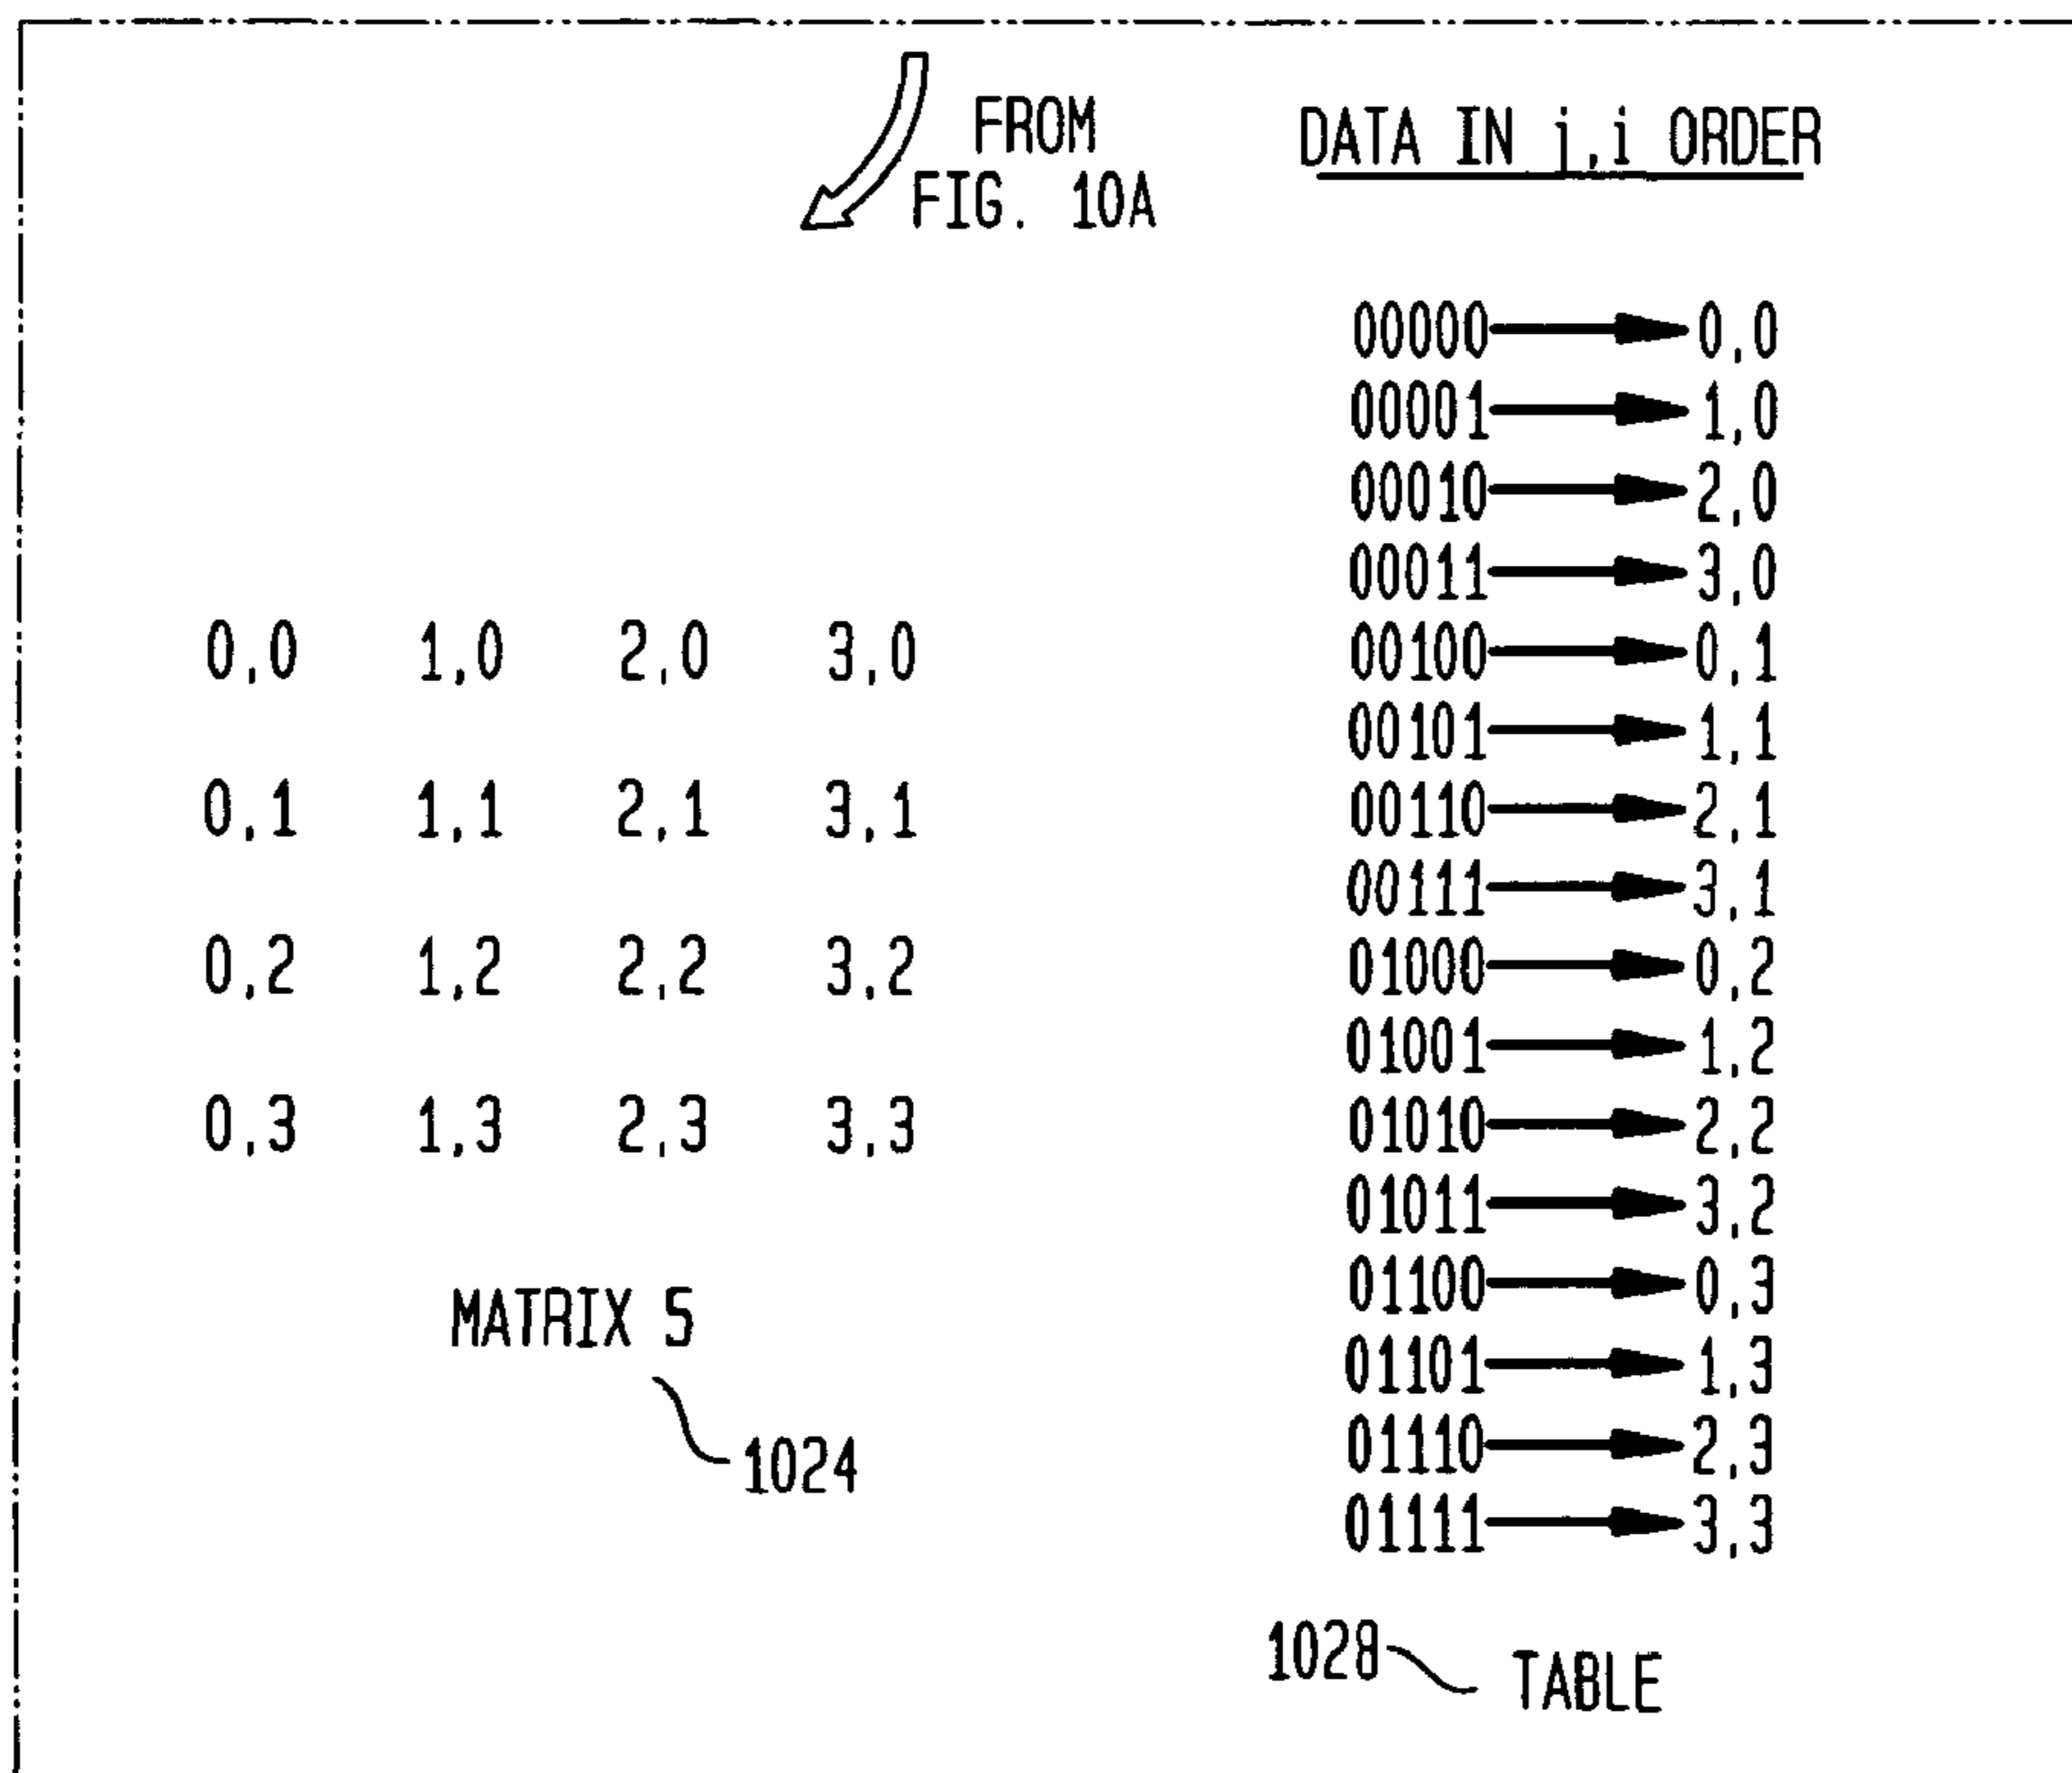 FROM
FIG. 10A
DATA IN j,i ORDER
0,0 1,0 2,0 3,0
0,1 1,1 2,1 3,1
0,2 1,2 2,2 3,2
0,3 1,3 2,3 3,3
MATRIX S
1024
00000 0,0
00001 1,0
00010 2,0
00011 3,0
00100 0,1
00101 1,1
00110 2,1
00111 3,1
01000 0,2
01001 1,2
01010 2,2
01011 3,2
01100 0,3
01101 1,3
01110 2,3
01111 3,3
1028 TABLE